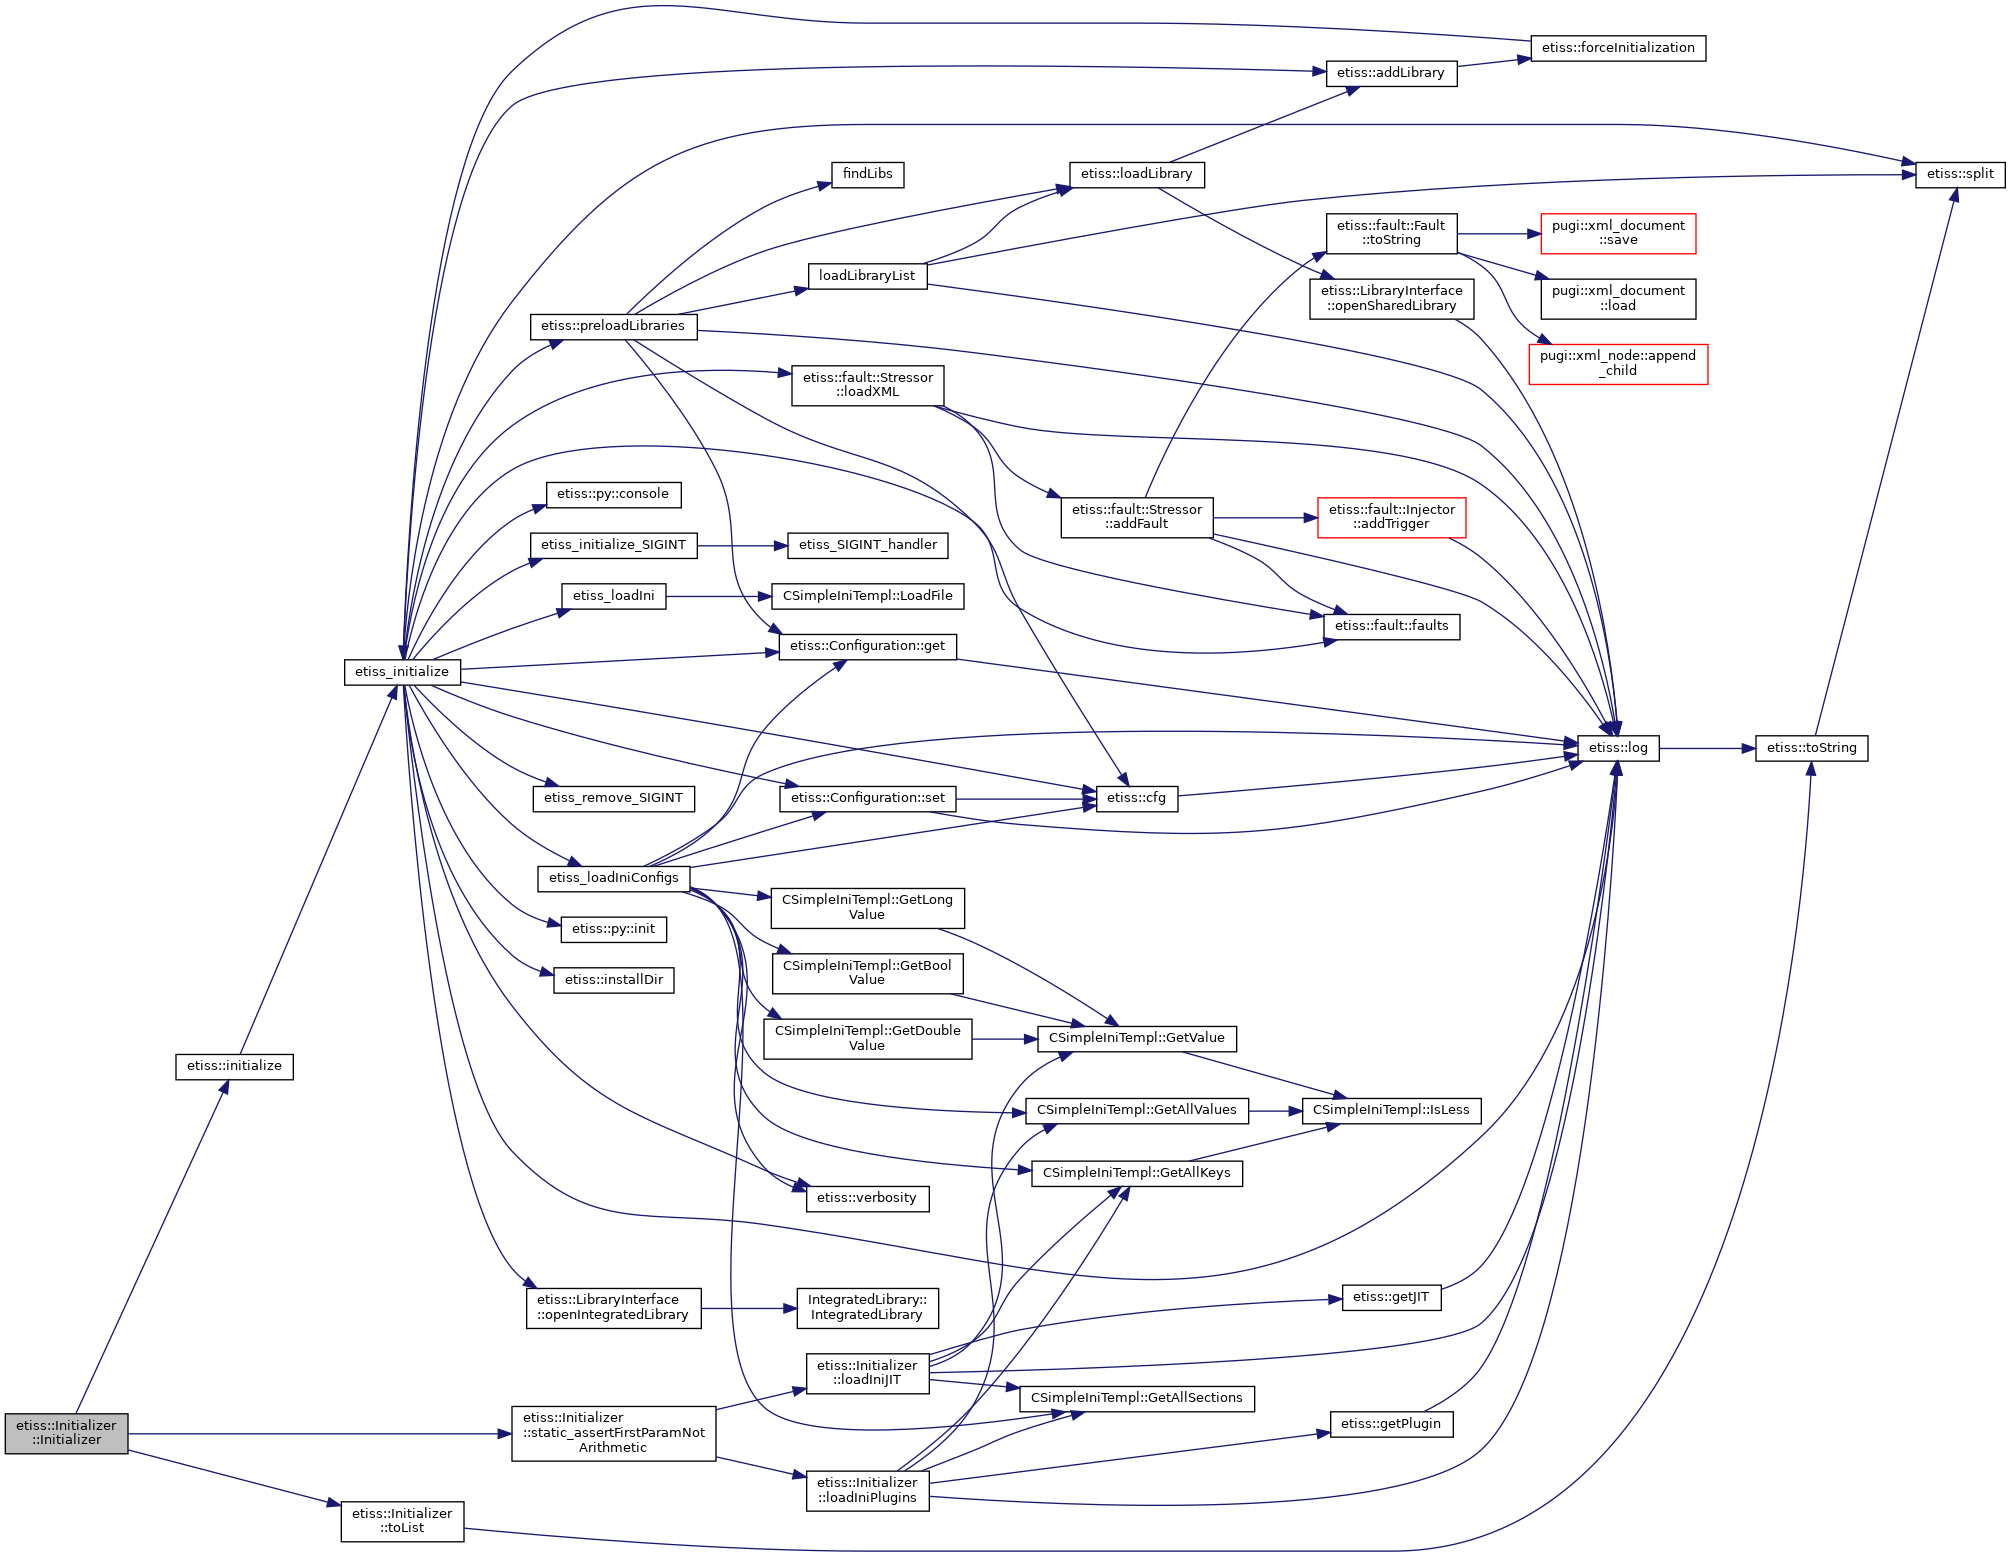 etiss::forceInitialization
etiss::addLibrary
findLibs
etiss::loadLibrary
etiss::split
etiss::fault::Fault
::toString
pugi::xml_document
::save
loadLibraryList
etiss::LibraryInterface
::openSharedLibrary
pugi::xml_document
::load
etiss::preloadLibraries
pugi::xml_node::append
_child
etiss::fault::Stressor
::loadXML
etiss::py::console
etiss::fault::Stressor
::addFault
etiss::fault::Injector
::addTrigger
etiss_initialize_SIGINT
etiss_SIGINT_handler
etiss_loadIni
CSimpleIniTempl::LoadFile
etiss::fault::faults
etiss::Configuration::get
etiss_initialize
etiss::log
etiss::toString
etiss_remove_SIGINT
etiss::Configuration::set
etiss::cfg
etiss_loadIniConfigs
CSimpleIniTempl::GetLong
Value
etiss::py::init
CSimpleIniTempl::GetBool
Value
etiss::installDir
CSimpleIniTempl::GetDouble
Value
CSimpleIniTempl::GetValue
etiss::initialize
CSimpleIniTempl::GetAllValues
CSimpleIniTempl::IsLess
CSimpleIniTempl::GetAllKeys
etiss::verbosity
etiss::LibraryInterface
::openIntegratedLibrary
IntegratedLibrary::
IntegratedLibrary
etiss::getJIT
etiss::Initializer
::loadIniJIT
CSimpleIniTempl::GetAllSections
etiss::Initializer
::Initializer
etiss::Initializer
::static_assertFirstParamNot
Arithmetic
etiss::getPlugin
etiss::Initializer
::loadIniPlugins
etiss::Initializer
::toList